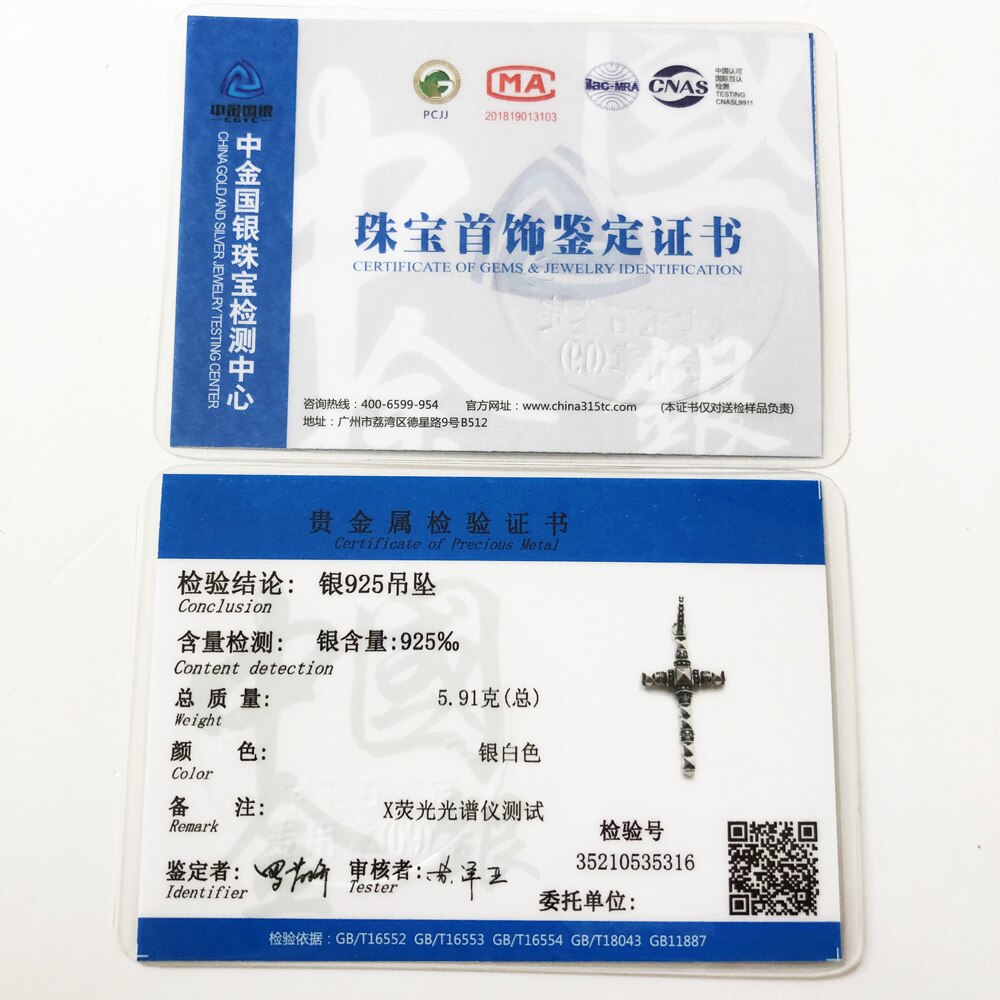 中金国银
CGTC
中金国银珠宝检测中心
CHINA GOLD AND SILVER JEWELRY TESTING CENTER
PCJJ
MA
201819013103
ilac-MRA
CNAS
中国认可
国际互认
检测
TESTING
CNASL9911
珠宝首饰鉴定证书
CERTIFICATE OF GEMS & JEWELRY IDENTIFICATION
咨询热线：400-6599-954 官方网址：www.china315tc.com (本证书仅对送检样品负责)
地址：广州市荔湾区德星路9号B512
贵金属检验证书
Certificate of Precious Metal
检验结论: 银925吊坠
Conclusion
含量检测: 银含量:925‰
Content detection
总质量: 5.91克(总)
Weight
颜色: 银白色
Color
备注: X荧光光谱仪测试
Remark
检验号
35210535316
鉴定者: 审核者:
Identifier Tester
委托单位:
检验依据：GB/T16552 GB/T16553 GB/T16554 GB/T18043 GB11887